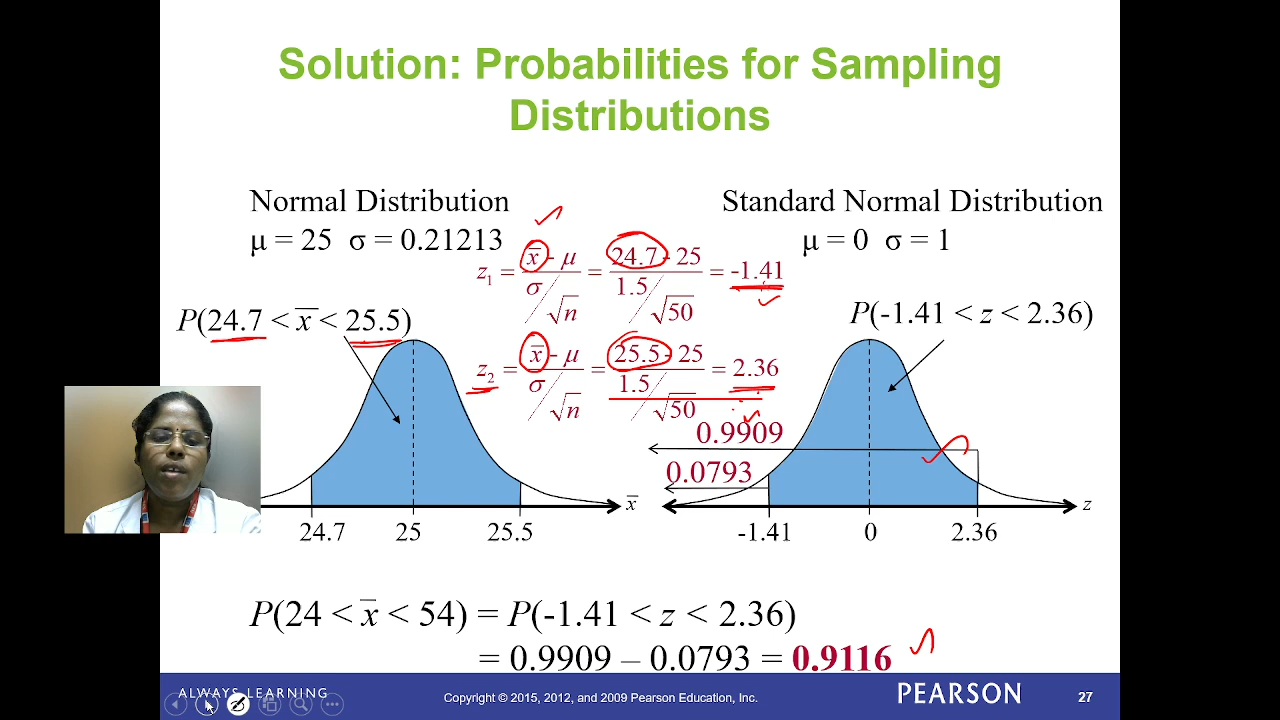 Solution: Probabilities for Sampling
Distributions
Normal Distribution
μ = 25 σ = 0.21213
Standard Normal Distribution
μ = 0 σ = 1
z₁ = (x̄ - μ)/(σ/√n) = (24.7 - 25)/(1.5/√50) = -1.41
P(24.7 < x̄ < 25.5)
P(-1.41 < z < 2.36)
z₂ = (x̄ - μ)/(σ/√n) = (25.5 - 25)/(1.5/√50) = 2.36
0.9909
0.0793
x̄
z
24.7 25 25.5
-1.41 0 2.36
P(24 < x̄ < 54) = P(-1.41 < z < 2.36)
= 0.9909 – 0.0793 = 0.9116
ALWAYS LEARNING
Copyright © 2015, 2012, and 2009 Pearson Education, Inc.
PEARSON
27